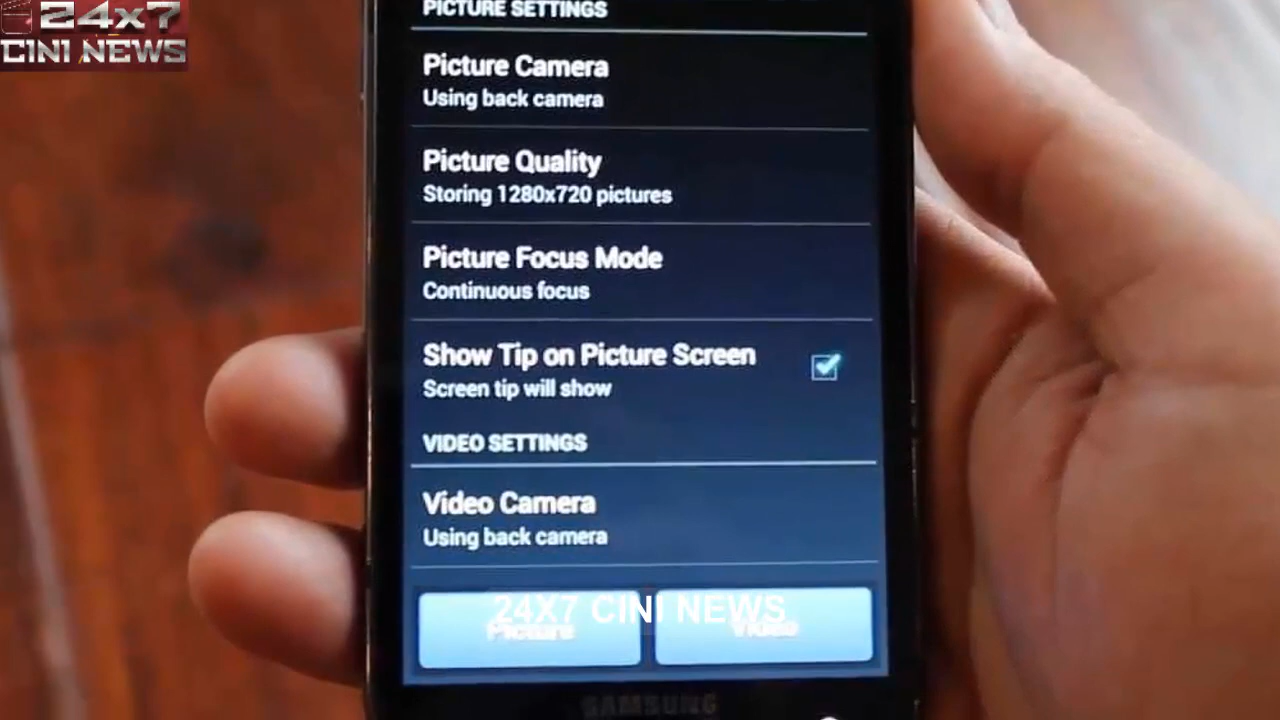 24x7
CINI NEWS
PICTURE SETTINGS
Picture Camera
Using back camera
Picture Quality
Storing 1280x720 pictures
Picture Focus Mode
Continuous focus
Show Tip on Picture Screen
Screen tip will show
VIDEO SETTINGS
Video Camera
Using back camera
24X7 CINI NEWS
Picture
Video
SAMSUNG